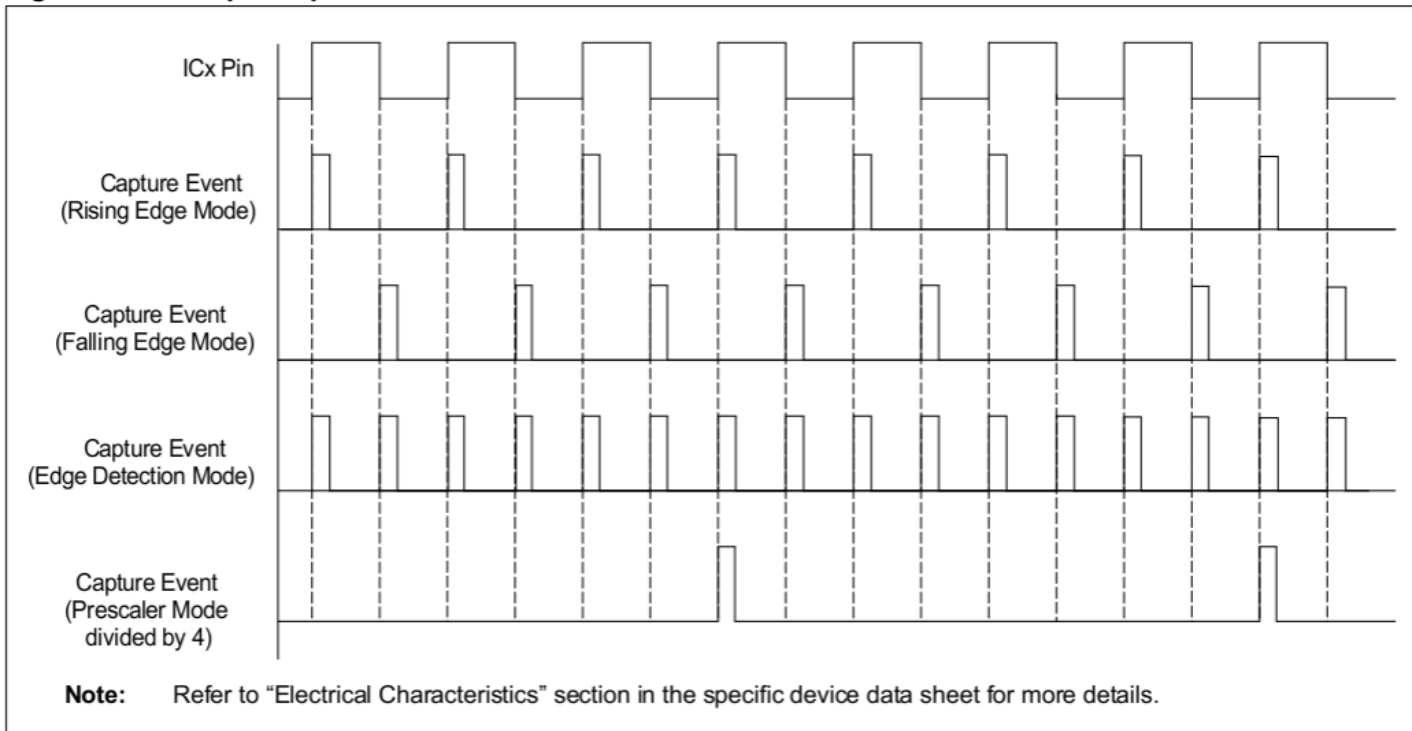 ICx Pin
Capture Event
(Rising Edge Mode)
Capture Event
(Falling Edge Mode)
Capture Event
(Edge Detection Mode)
Capture Event
(Prescaler Mode
divided by 4)
Note: Refer to “Electrical Characteristics” section in the specific device data sheet for more details.